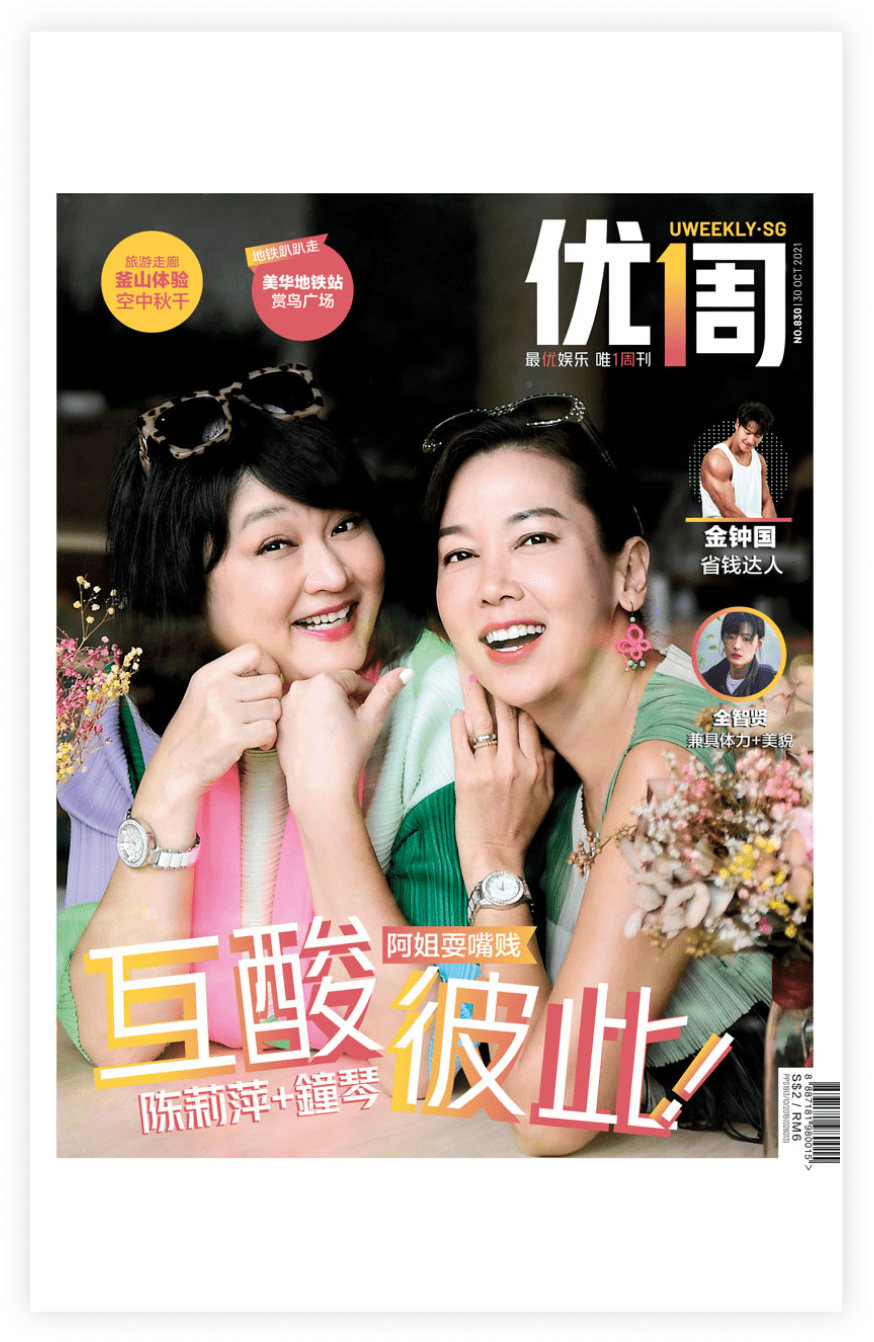 旅游走廊
釜山体验
空中秋千
地铁趴趴走
美华地铁站
赏鸟广场
UWEEKLY·SG
优1周
最优娱乐 唯1周刊
NO.830 | 30 OCT 2021
金钟国
省钱达人
全智贤
兼具体力+美貌
阿姐耍嘴贱
互酸彼此!
陈莉萍+鐘琴
S$2 / RM6
8 887181 980015 >